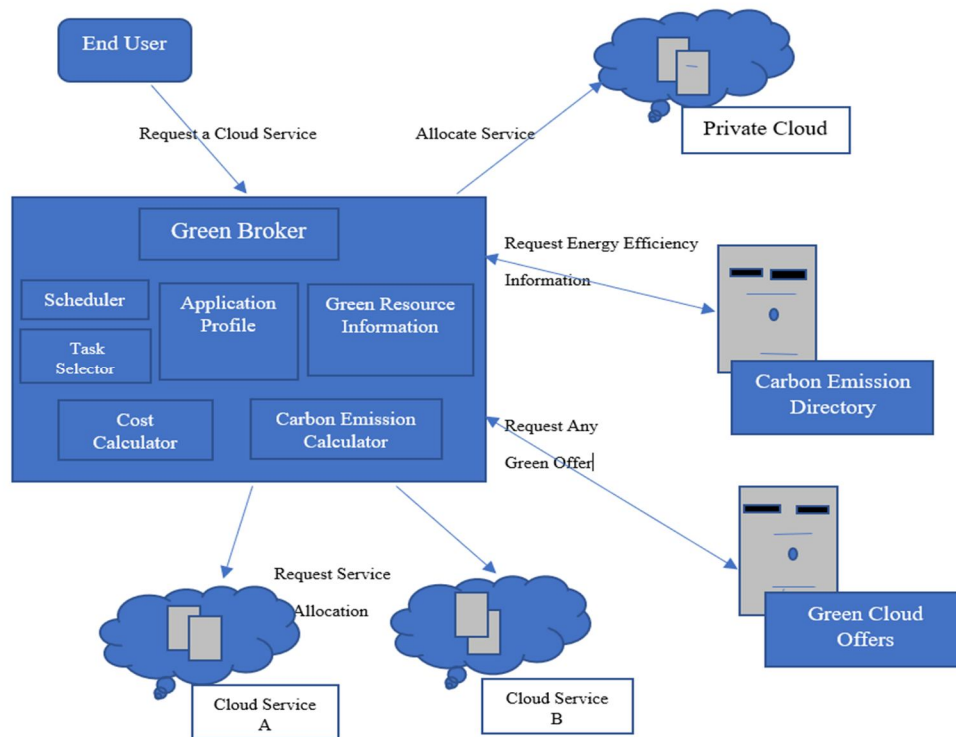 End User
Request a Cloud Service
Allocate Service
Private Cloud
Green Broker
Scheduler
Task
Selector
Application
Profile
Green Resource
Information
Cost
Calculator
Carbon Emission
Calculator
Request Energy Efficiency
Information
Carbon Emission
Directory
Request Any
Green Offer
Green Cloud
Offers
Request Service
Allocation
Cloud Service
A
Cloud Service
B